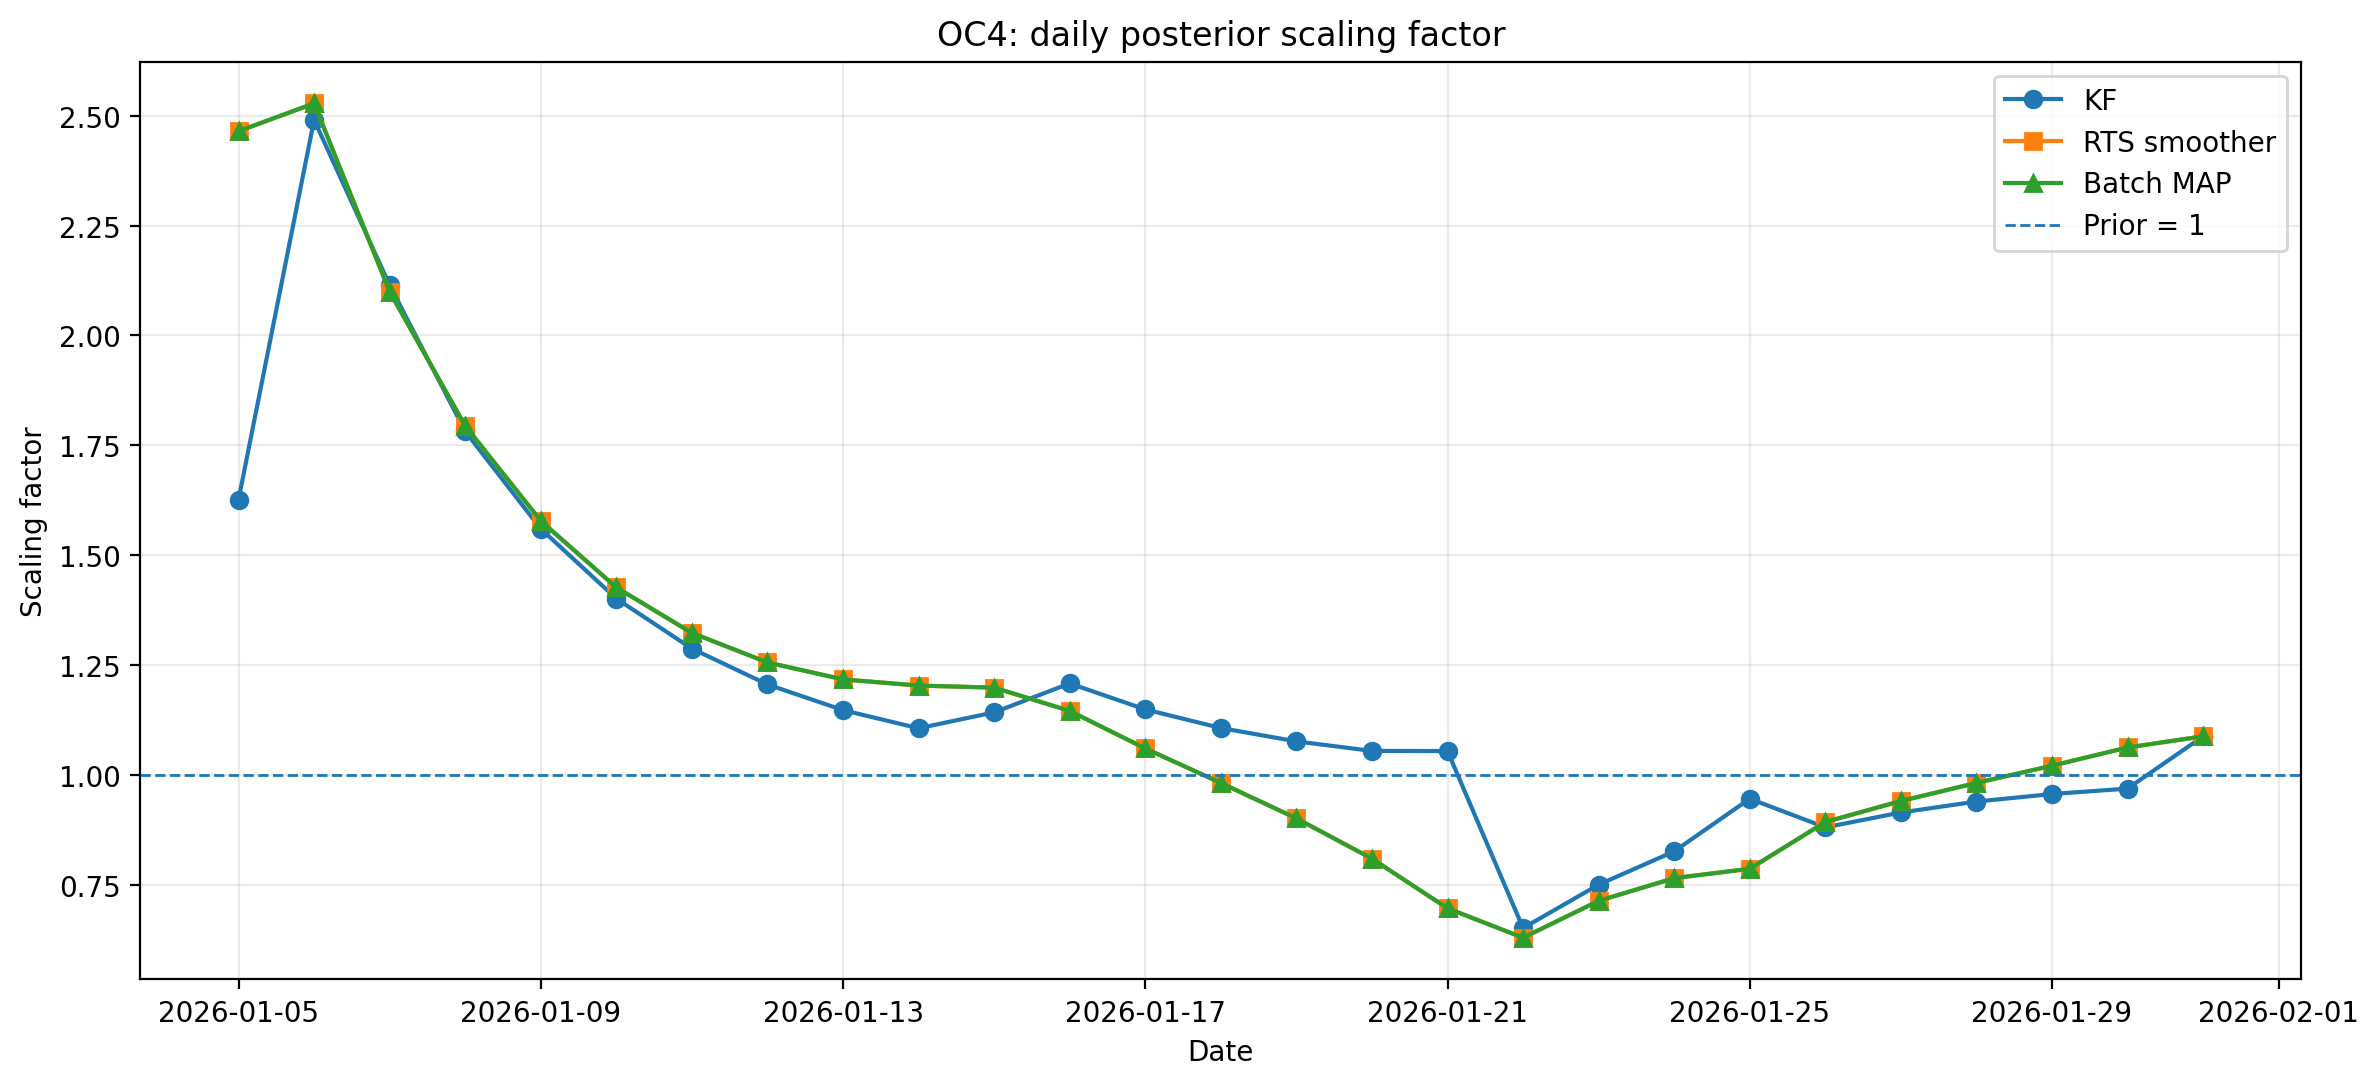 OC4: daily posterior scaling factor
KF
RTS smoother
Batch MAP
Prior = 1
Scaling factor
2.50
2.25
2.00
1.75
1.50
1.25
1.00
0.75
2026-01-05
2026-01-09
2026-01-13
2026-01-17
2026-01-21
2026-01-25
2026-01-29
2026-02-01
Date